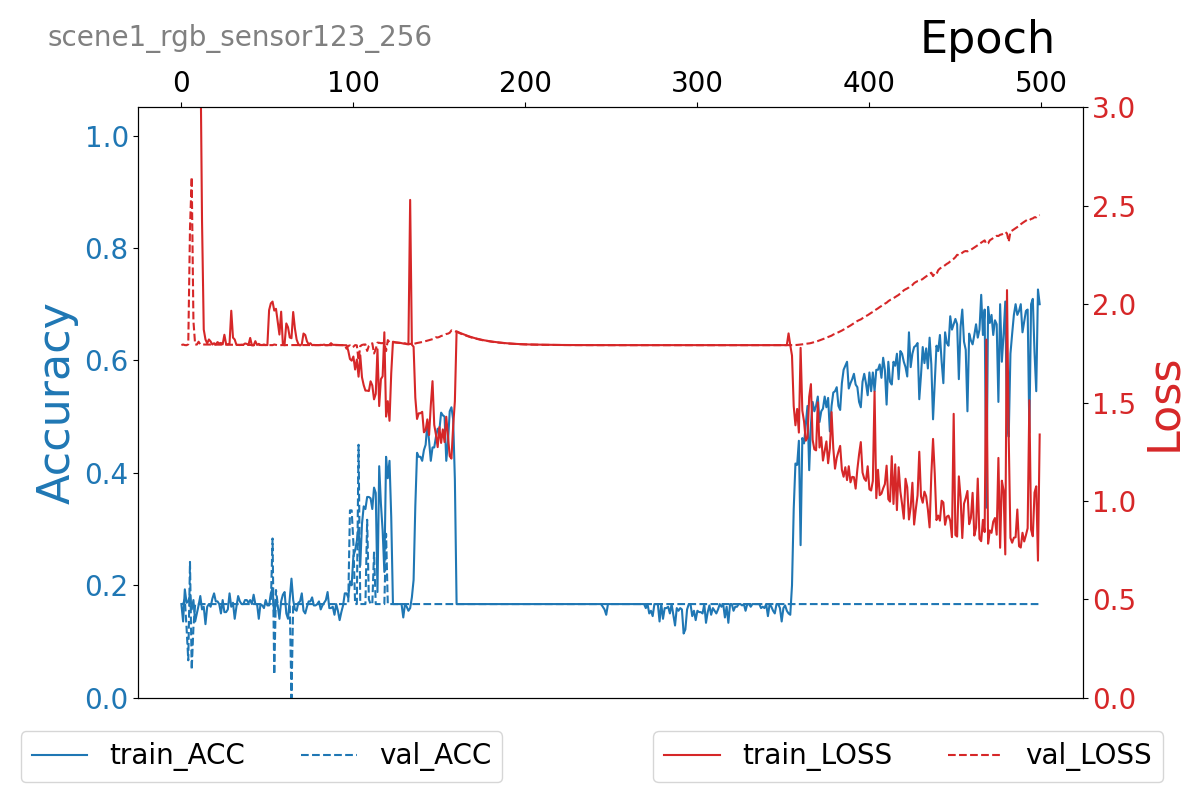 scene1_rgb_sensor123_256
Epoch
0 100 200 300 400 500
1.0
0.8
0.6
0.4
0.2
0.0
Accuracy
3.0
2.5
2.0
1.5
1.0
0.5
0.0
Loss
train_ACC val_ACC
train_LOSS val_LOSS